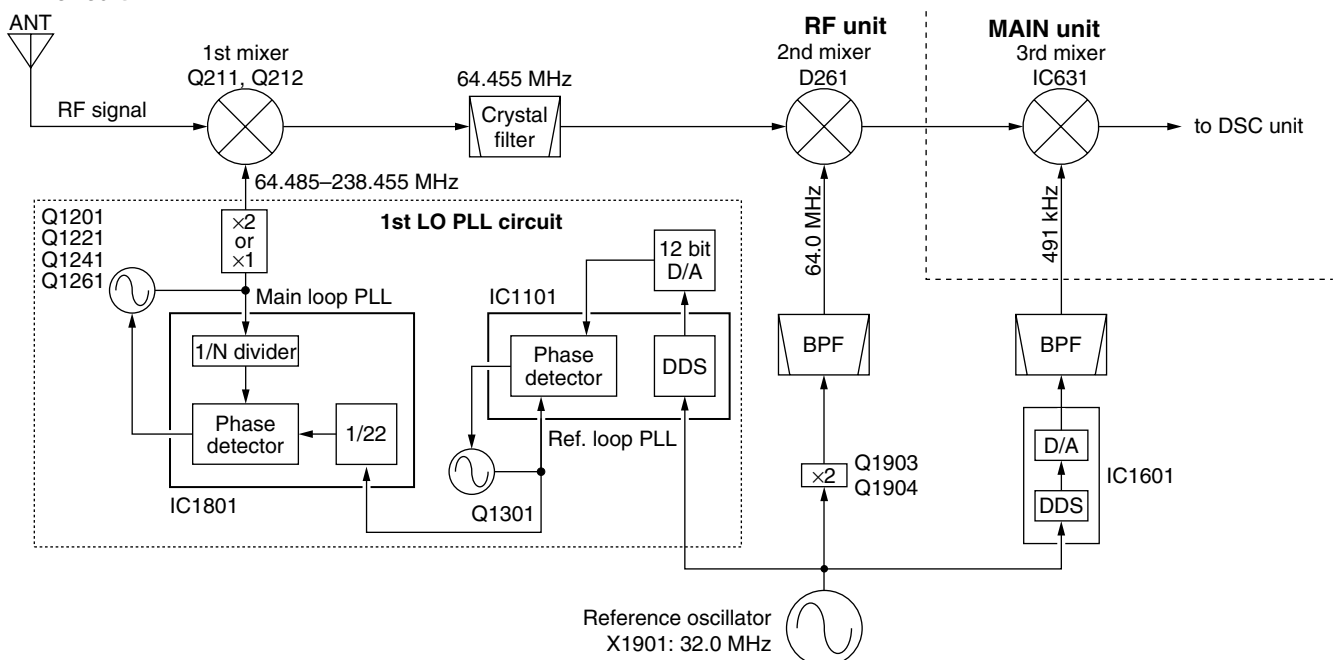 ANT
RF signal
1st mixer
Q211, Q212
64.455 MHz
Crystal
filter
RF unit
2nd mixer
D261
MAIN unit
3rd mixer
IC631
to DSC unit
64.485–238.455 MHz
64.0 MHz
491 kHz
Q1201
Q1221
Q1241
Q1261
×2
or
×1
1st LO PLL circuit
12 bit
D/A
Main loop PLL
IC1101
1/N divider
Phase
detector
1/22
IC1801
Phase
detector
DDS
Ref. loop PLL
Q1301
BPF
BPF
×2
Q1903
Q1904
D/A
DDS
IC1601
Reference oscillator
X1901: 32.0 MHz